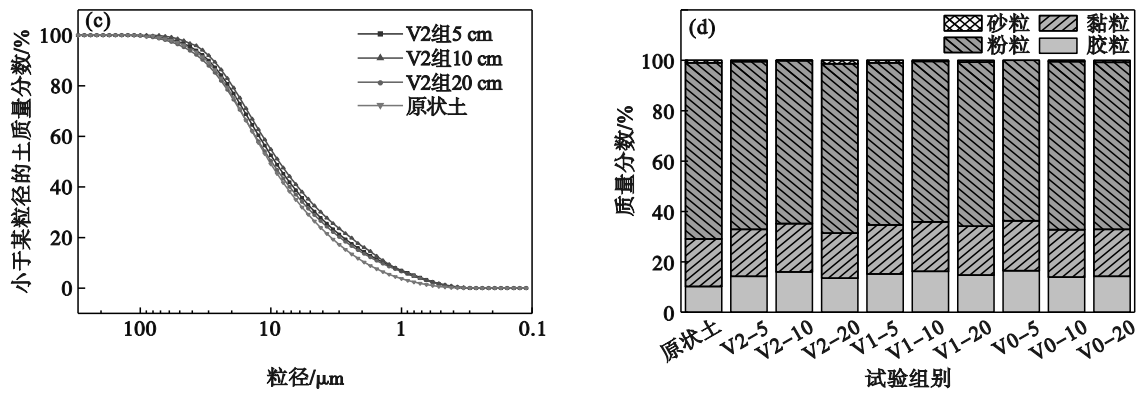 (c)
V2组5 cm
V2组10 cm
V2组20 cm
原状土
小于某粒径的土质量分数/%
100
80
60
40
20
0
100 10 1 0.1
粒径/μm
(d)
砂粒 黏粒
粉粒 胶粒
质量分数/%
100
80
60
40
20
0
原状土 V2-5 V2-10 V2-20 V1-5 V1-10 V1-20 V0-5 V0-10 V0-20
试验组别